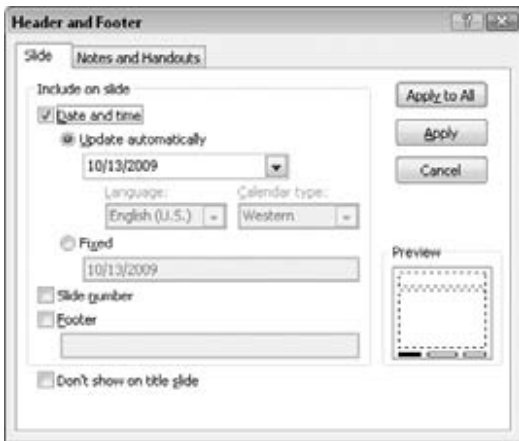 Header and Footer
Slide Notes and Handouts
Include on slide
Date and time
Update automatically
10/13/2009
Language: Calendar type:
English (U.S.) Western
Fixed
10/13/2009
Slide number
Footer
Don't show on title slide
Apply to All
Apply
Cancel
Preview